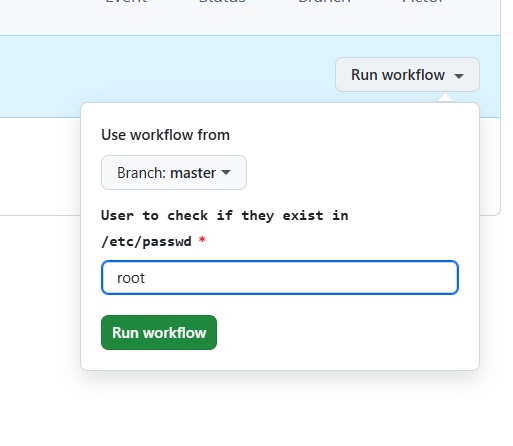 Event Status Branch Actor
Run workflow
Use workflow from
Branch: master
User to check if they exist in
/etc/passwd *
root
Run workflow